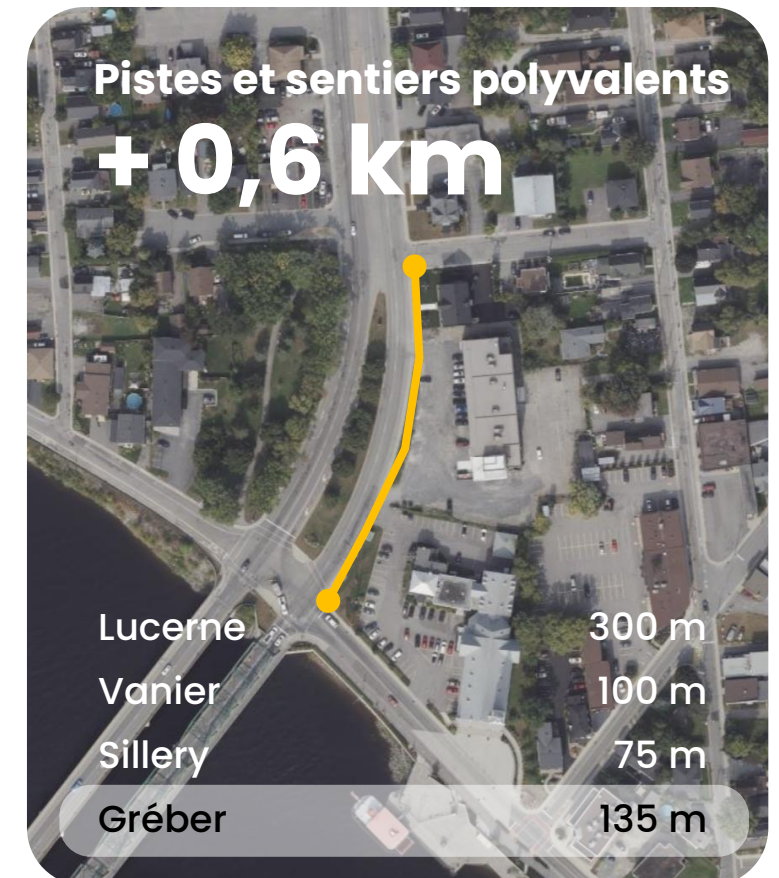 Pistes et sentiers polyvalents
+ 0,6 km
Lucerne 300 m
Vanier 100 m
Sillery 75 m
Gréber 135 m